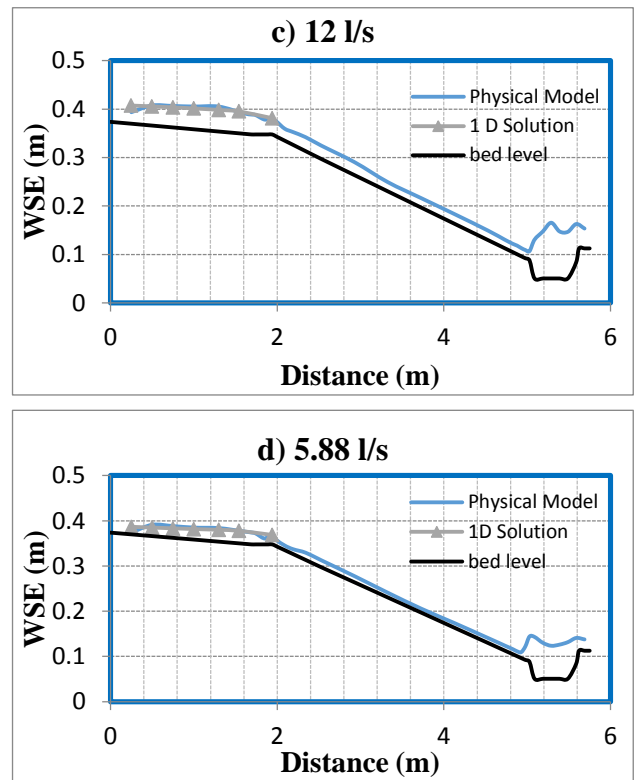 c) 12 l/s
0.5
0.4
0.3
0.2
0.1
0
WSE (m)
Physical Model
1 D Solution
bed level
0 2 4 6
Distance (m)
d) 5.88 l/s
0.5
0.4
0.3
0.2
0.1
0
WSE (m)
Physical Model
1D Solution
bed level
0 2 4 6
Distance (m)